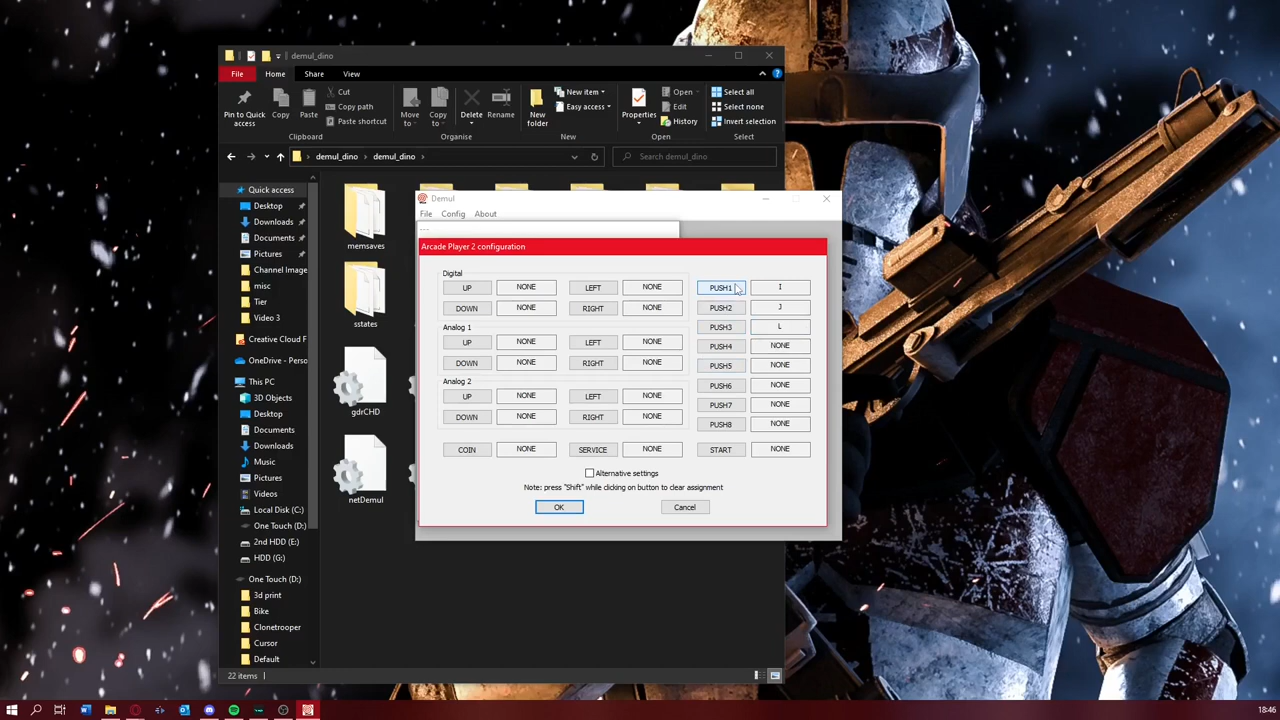 demul_dino
File Home Share View
Pin to Quick access
Copy
Paste
Cut
Copy path
Paste shortcut
Move to
Copy to
Delete
Rename
New folder
New item
Easy access
Properties
Open
Edit
History
Select all
Select none
Invert selection
Clipboard Organise New Open Select
demul_dino demul_dino
Search demul_dino
Quick access
Desktop
Downloads
Documents
Pictures
Channel Image
misc
Tier
Video 3
Creative Cloud F
OneDrive - Perso
This PC
3D Objects
Desktop
Downloads
Documents
Music
Pictures
Videos
Local Disk (C:)
One Touch (D:)
2nd HDD (E:)
HDD (G:)
One Touch (D:)
3d print
Bike
Clonetrooper
Cursor
Default
memsaves
sstates
gdrCHD
netDemul
22 items
Demul
File Config About
---
Arcade Player 2 configuration
Digital
UP NONE LEFT NONE
DOWN NONE RIGHT NONE
Analog 1
UP NONE LEFT NONE
DOWN NONE RIGHT NONE
Analog 2
UP NONE LEFT NONE
DOWN NONE RIGHT NONE
COIN NONE SERVICE NONE
PUSH1 I
PUSH2 J
PUSH3 L
PUSH4 NONE
PUSH5 NONE
PUSH6 NONE
PUSH7 NONE
PUSH8 NONE
START NONE
Alternative settings
Note: press "Shift" while clicking on button to clear assignment
OK Cancel
18:46